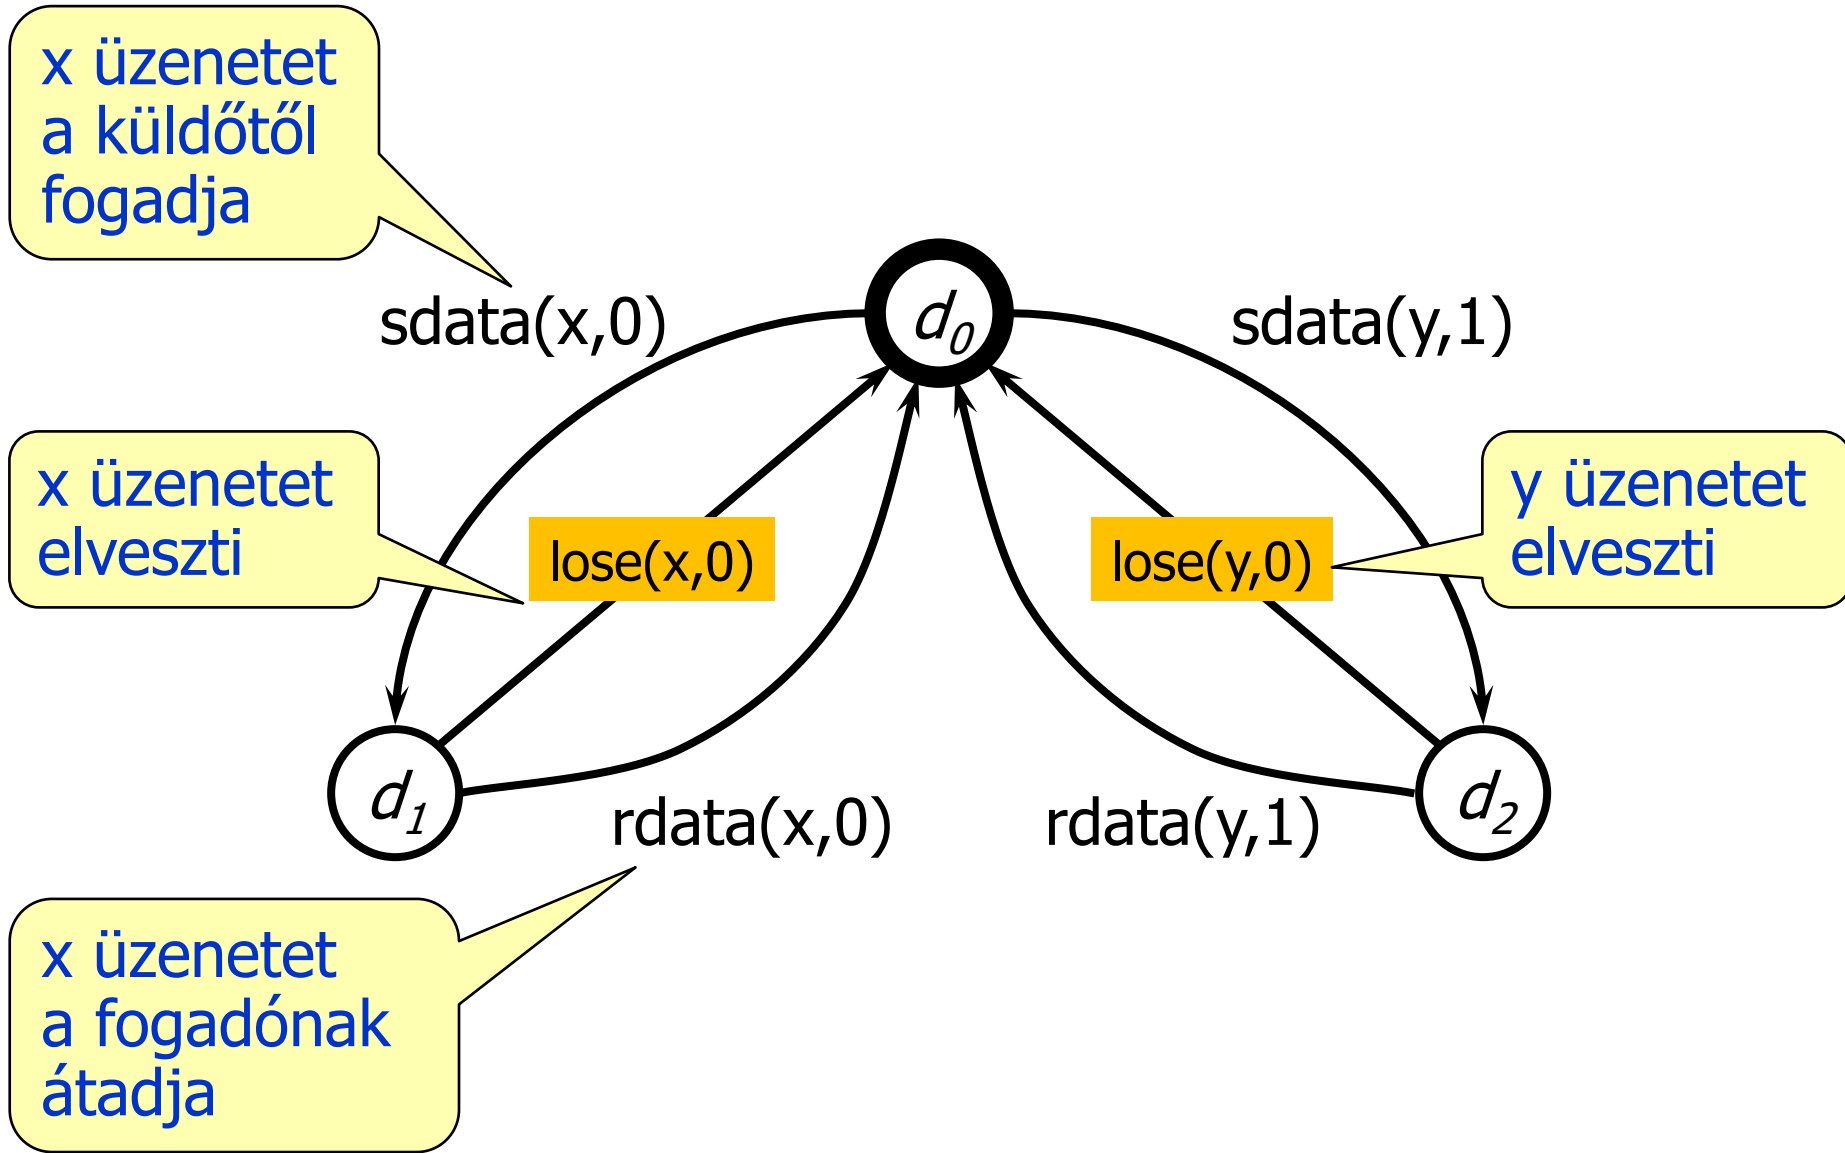 x üzenetet
a küldőtől
fogadja
d0
sdata(x,0)
sdata(y,1)
x üzenetet
elveszti
lose(x,0)
lose(y,0)
y üzenetet
elveszti
d1
rdata(x,0)
rdata(y,1)
d2
x üzenetet
a fogadónak
átadja